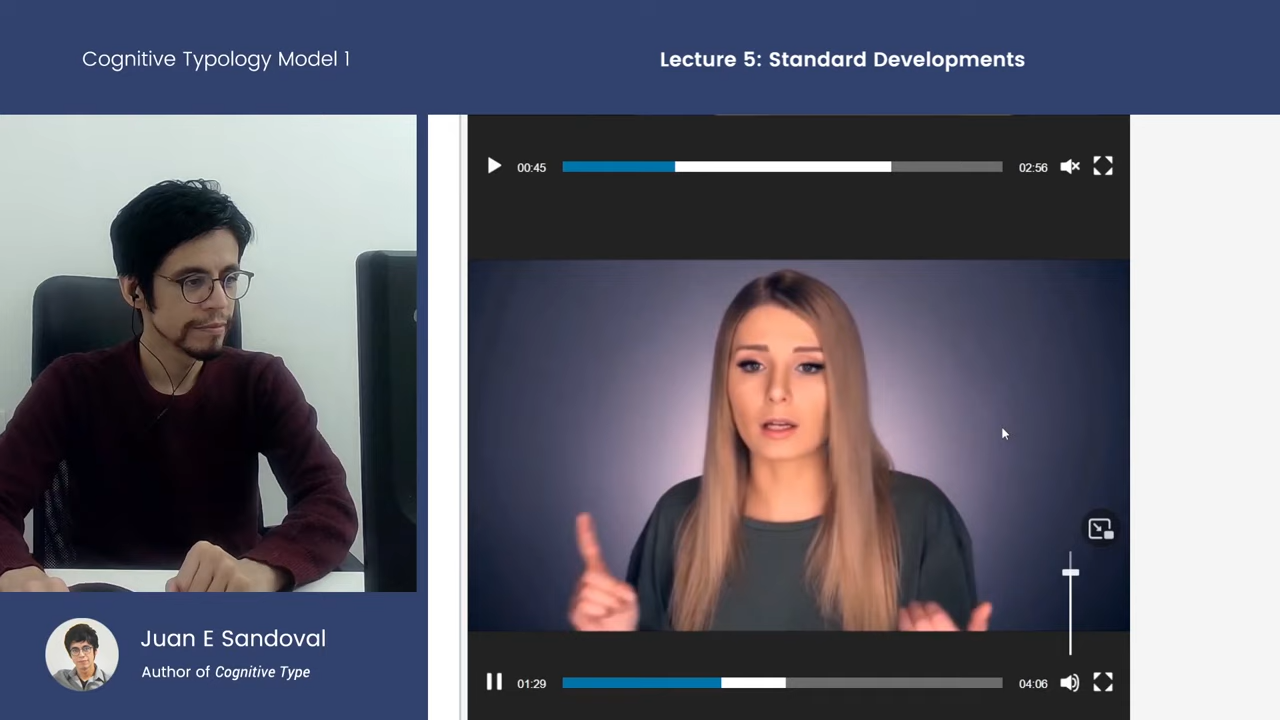 Cognitive Typology Model 1
Lecture 5: Standard Developments
00:45
02:56
01:29
04:06
Juan E Sandoval
Author of Cognitive Type